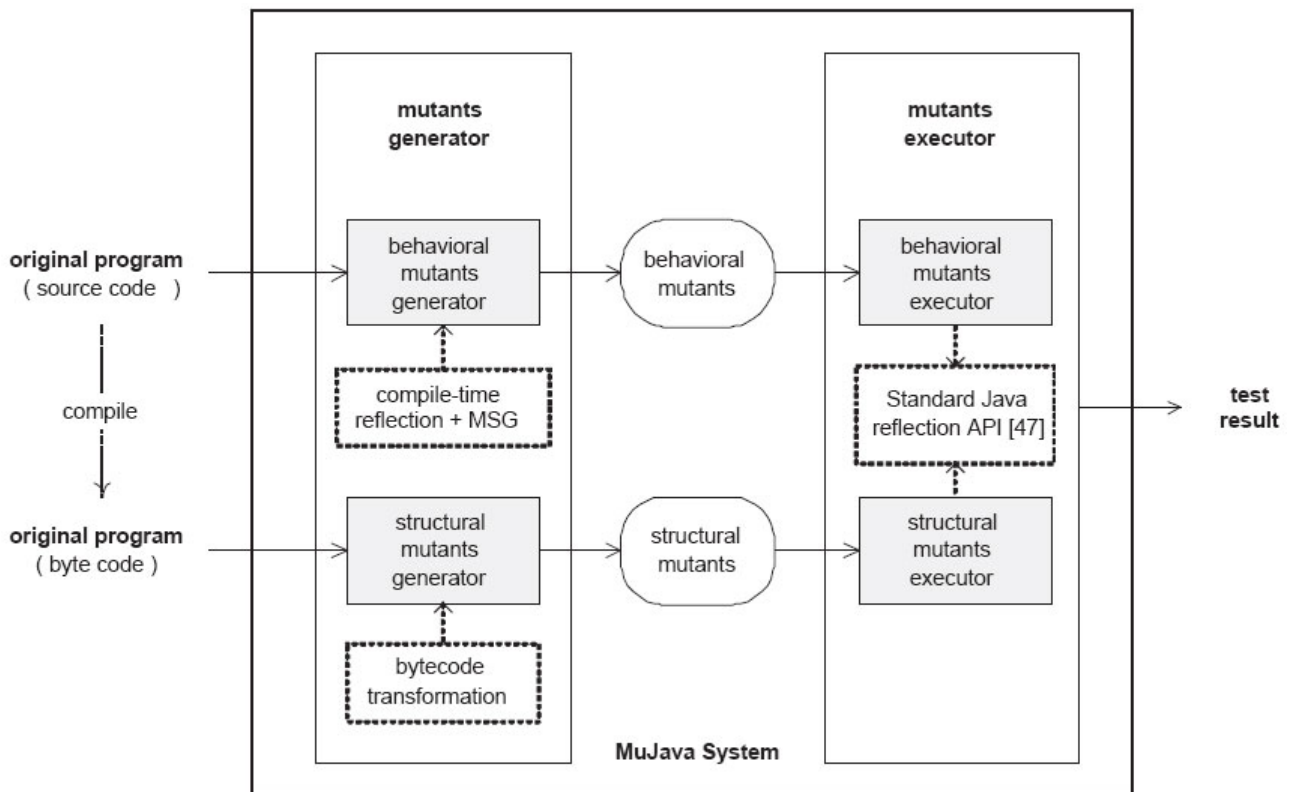 mutants
generator
mutants
executor
original program
( source code )
behavioral
mutants
generator
behavioral
mutants
behavioral
mutants
executor
compile-time
reflection + MSG
Standard Java
reflection API [47]
compile
test
result
original program
( byte code )
structural
mutants
generator
structural
mutants
structural
mutants
executor
bytecode
transformation
MuJava System